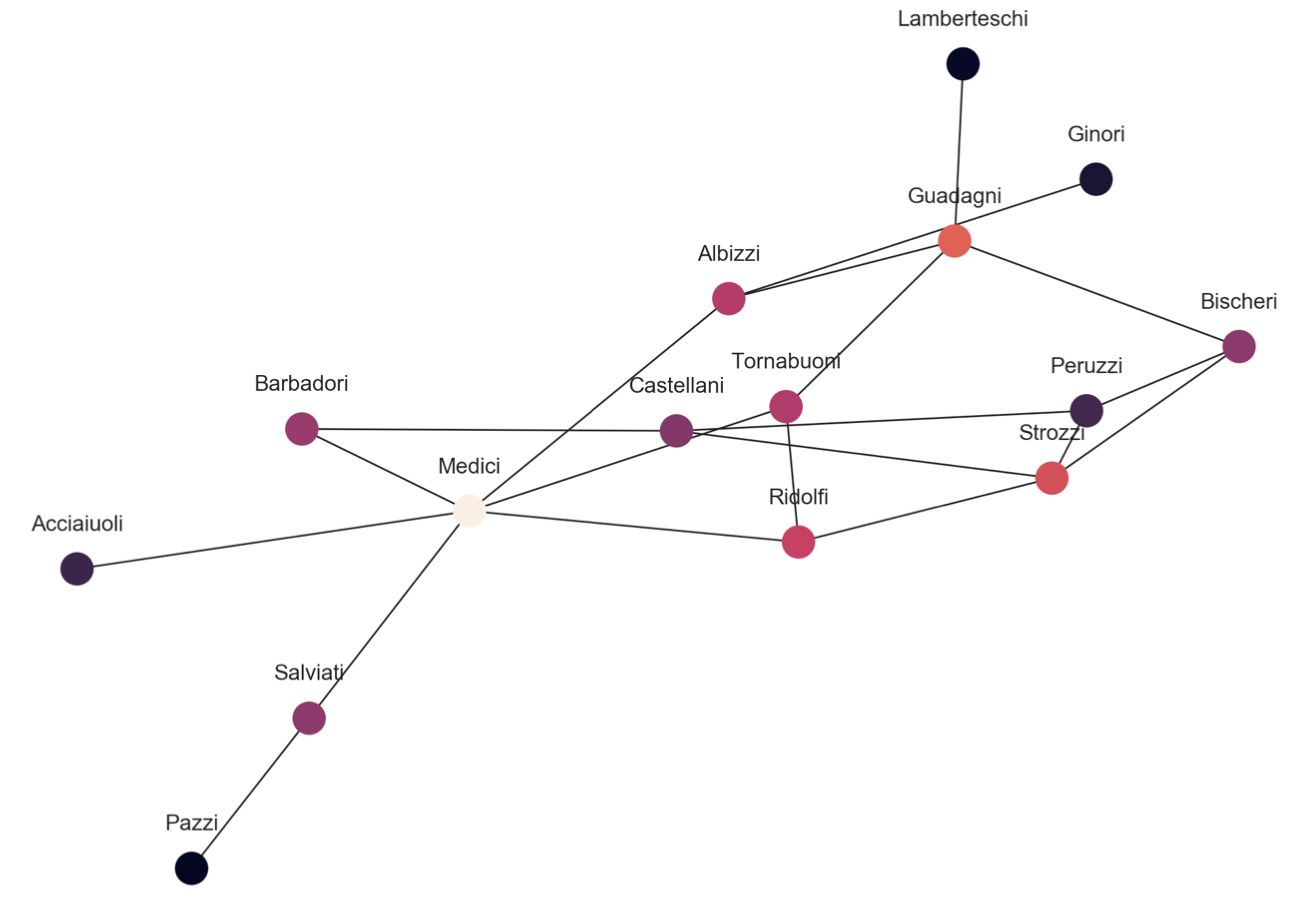 Lamberteschi
Ginori
Guadagni
Albizzi
Bischeri
Tornabuoni
Peruzzi
Barbadori
Castellani
Strozzi
Medici
Ridolfi
Acciaiuoli
Salviati
Pazzi